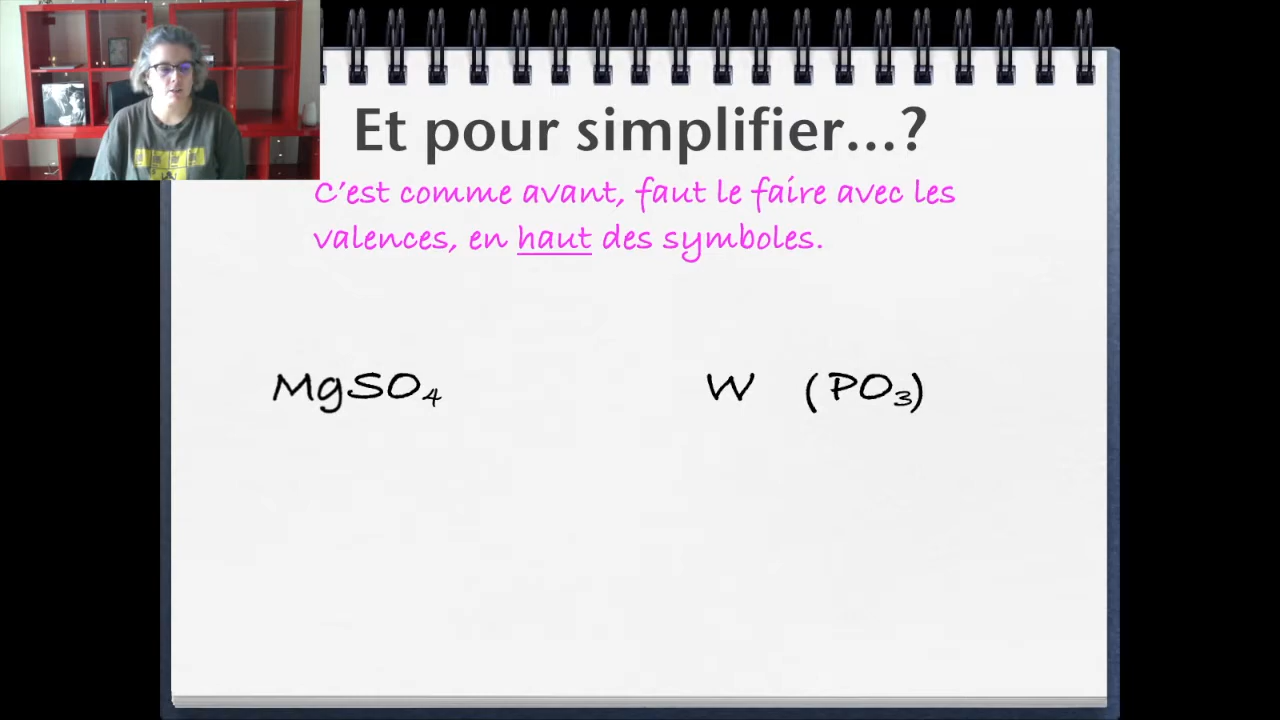 Et pour simplifier...?
C'est comme avant, faut le faire avec les
valences, en haut des symboles.
MgSO₄ W (PO₃)